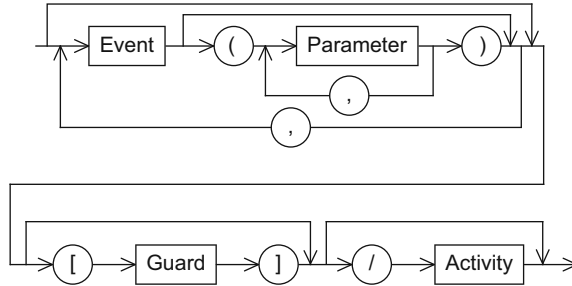 Event ( Parameter )
,
,
[ Guard ] / Activity